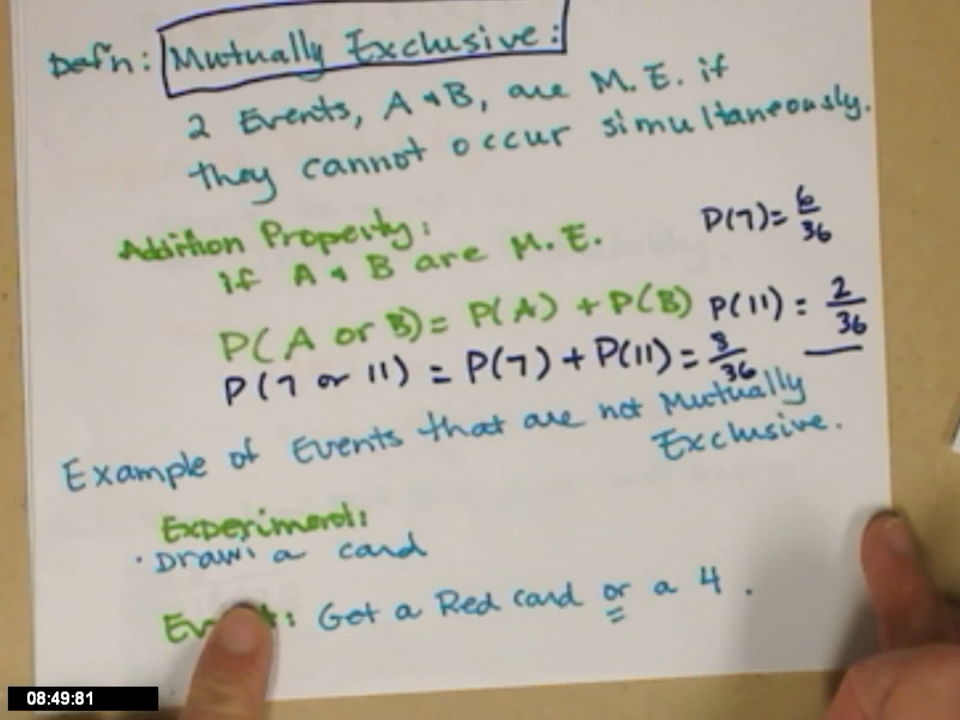 Defn: Mutually Exclusive:
2 Events, A & B, are M.E. if
they cannot occur simultaneously.
Addition Property:
If A & B are M.E.
P(7) = 6/36
P(A or B) = P(A) + P(B)
P(11) = 2/36
P(7 or 11) = P(7) + P(11) = 8/36
Example of Events that are not Mutually
Exclusive.
Experiment:
· Draw a card
Get a Red card or a 4.
08:49:81